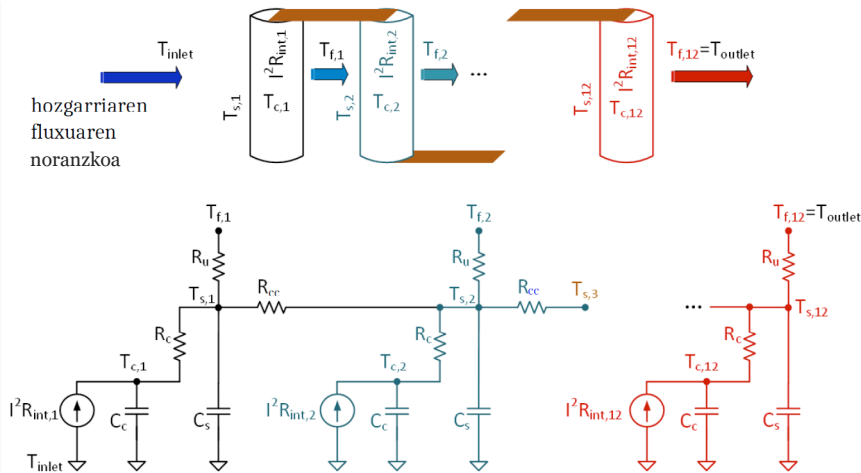 T_inlet
hozgarriaren
fluxuaren
noranzkoa
T_s,1
I²R_int,1
T_c,1
T_f,1
T_s,2
I²R_int,2
T_c,2
T_f,2
...
T_s,12
I²R_int,12
T_c,12
T_f,12=T_outlet
T_f,1
R_u
T_s,1
R_cc
R_c
T_c,1
I²R_int,1
C_c
C_s
T_inlet
T_f,2
R_u
T_s,2
R_cc
T_s,3
R_c
T_c,2
I²R_int,2
C_c
C_s
...
T_f,12=T_outlet
R_u
T_s,12
R_c
T_c,12
I²R_int,12
C_c
C_s